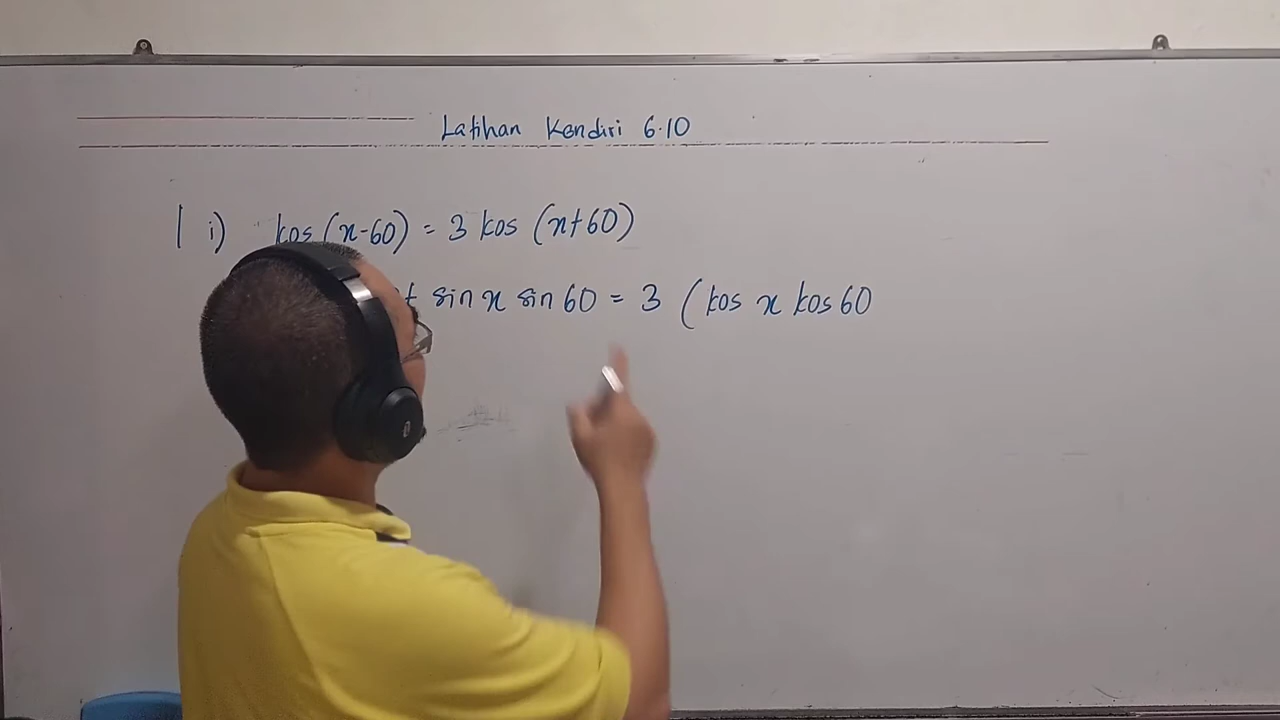 Latihan Kendiri 6.10
1 i) kos (x-60) = 3 kos (x+60)
+ sin x sin 60 = 3 (kos x kos 60